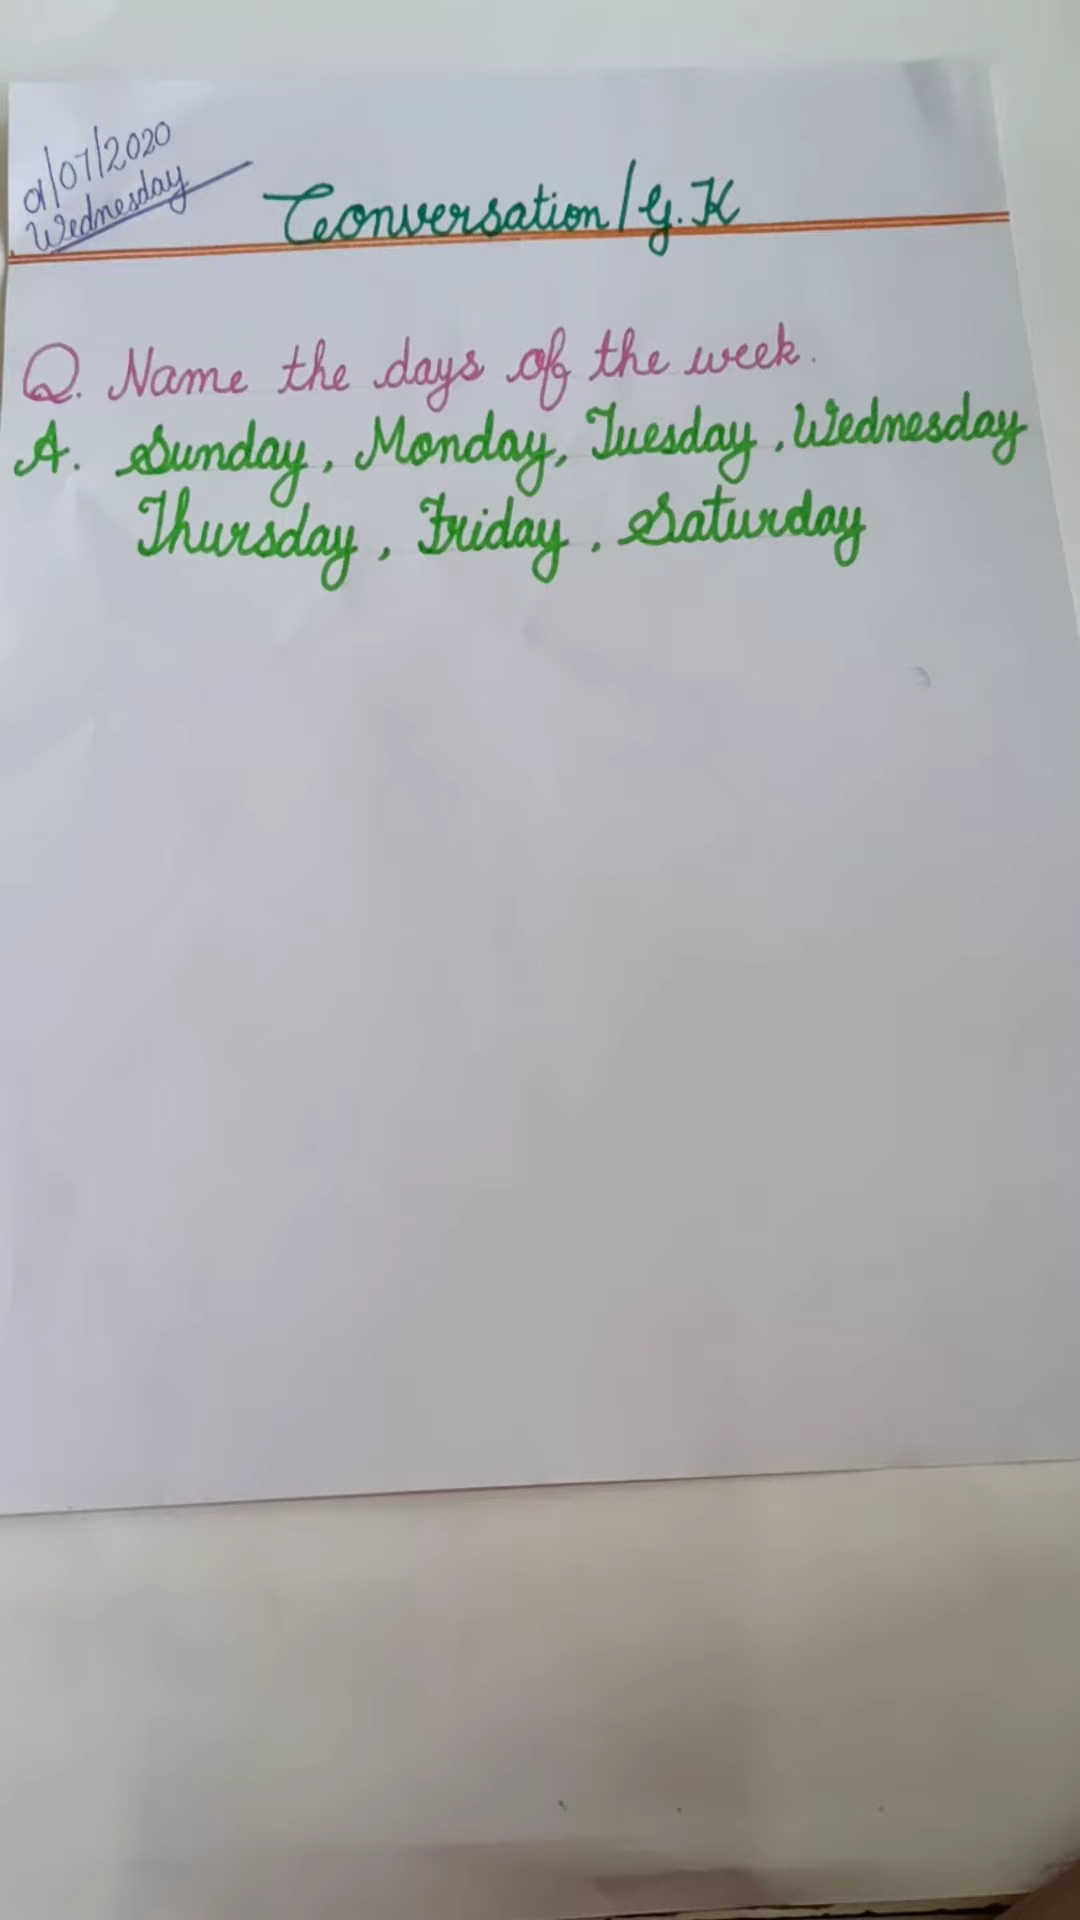 01/07/2020
Wednesday
Conversation/G.K
Q. Name the days of the week.
A. Sunday, Monday, Tuesday, Wednesday
Thursday, Friday, Saturday